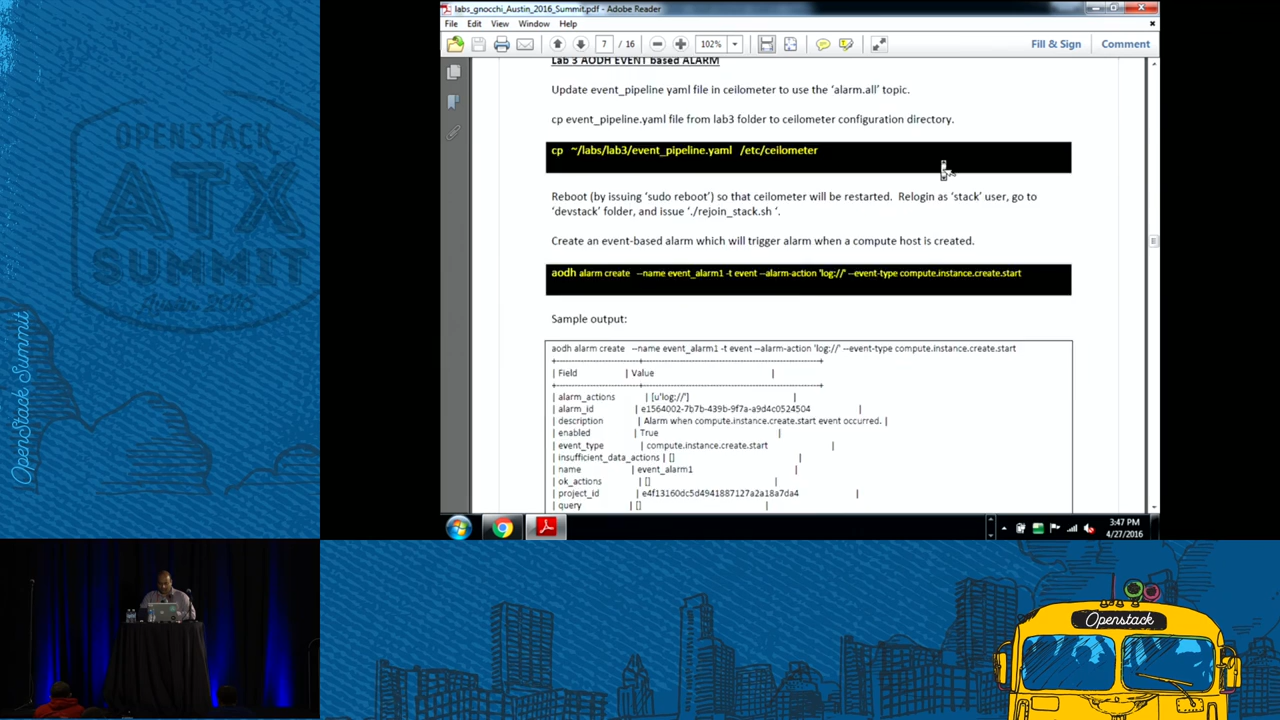 labs_gnocchi_Austin_2016_Summit.pdf - Adobe Reader
File Edit View Window Help
7 / 16 102% Fill & Sign Comment
Lab 3 AODH EVENT based ALARM
Update event_pipeline yaml file in ceilometer to use the ‘alarm.all’ topic.
cp event_pipeline.yaml file from lab3 folder to ceilometer configuration directory.
cp ~/labs/lab3/event_pipeline.yaml /etc/ceilometer
Reboot (by issuing ‘sudo reboot’) so that ceilometer will be restarted. Relogin as ‘stack’ user, go to
‘devstack’ folder, and issue ‘./rejoin_stack.sh ‘.
Create an event-based alarm which will trigger alarm when a compute host is created.
aodh alarm create --name event_alarm1 -t event --alarm-action 'log://' --event-type compute.instance.create.start
Sample output:
aodh alarm create --name event_alarm1 -t event --alarm-action 'log://' --event-type compute.instance.create.start
+---------------------------+------------------------------------------------------+
| Field | Value |
+---------------------------+------------------------------------------------------+
| alarm_actions | [u'log://'] |
| alarm_id | e1564002-7b7b-439b-9f7a-a9d4c0524504 |
| description | Alarm when compute.instance.create.start event occurred. |
| enabled | True |
| event_type | compute.instance.create.start |
| insufficient_data_actions | [] |
| name | event_alarm1 |
| ok_actions | [] |
| project_id | e4f13160dc5d4941887127a2a18a7da4 |
| query | [] |
3:47 PM
4/27/2016
OPENSTACK
ATX
SUMMIT
Austin 2016
OpenStack Summit
Openstack